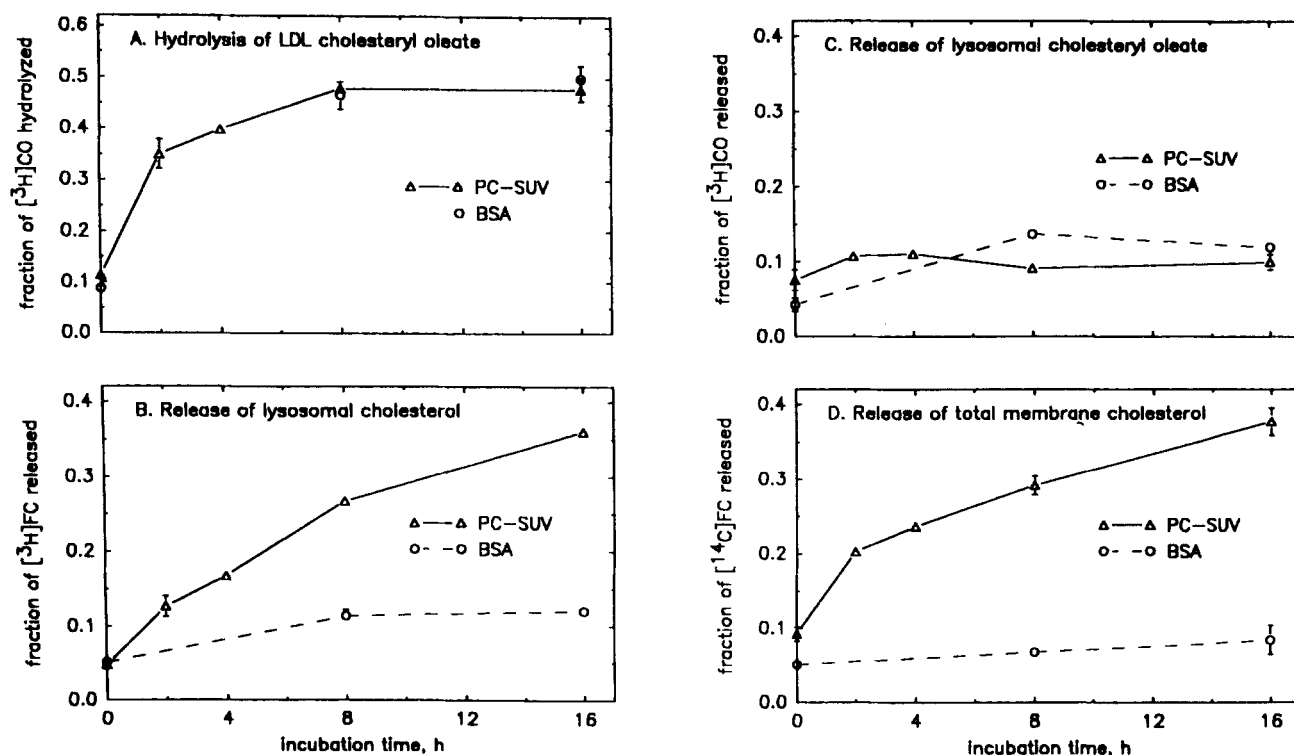 A. Hydrolysis of LDL cholesteryl oleate
fraction of [³H]CO hydrolyzed
0.6
0.5
0.4
0.3
0.2
0.1
0.0
PC-SUV
BSA
B. Release of lysosomal cholesterol
fraction of [³H]FC released
0.4
0.3
0.2
0.1
0.0
PC-SUV
BSA
0 4 8 12 16
incubation time, h
C. Release of lysosomal cholesteryl oleate
fraction of [³H]CO released
0.4
0.3
0.2
0.1
0.0
PC-SUV
BSA
D. Release of total membrane cholesterol
fraction of [¹⁴C]FC released
0.4
0.3
0.2
0.1
0.0
PC-SUV
BSA
0 4 8 12 16
incubation time, h